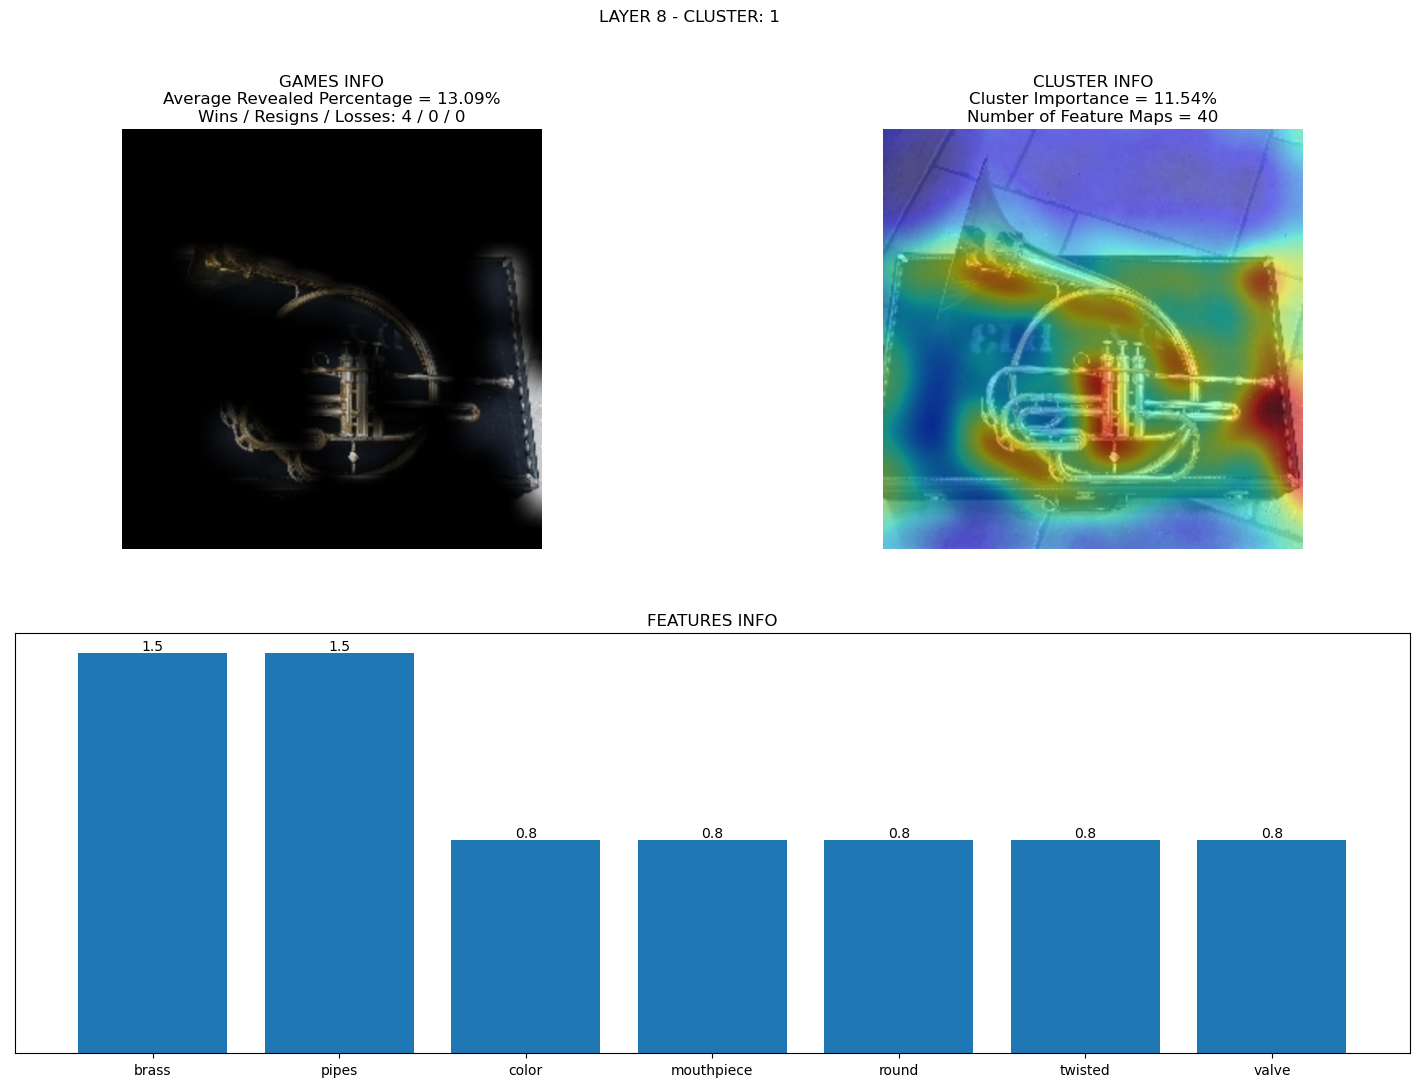 LAYER 8 - CLUSTER: 1
GAMES INFO
Average Revealed Percentage = 13.09%
Wins / Resigns / Losses: 4 / 0 / 0
CLUSTER INFO
Cluster Importance = 11.54%
Number of Feature Maps = 40
FEATURES INFO
1.5
1.5
0.8
0.8
0.8
0.8
0.8
brass
pipes
color
mouthpiece
round
twisted
valve